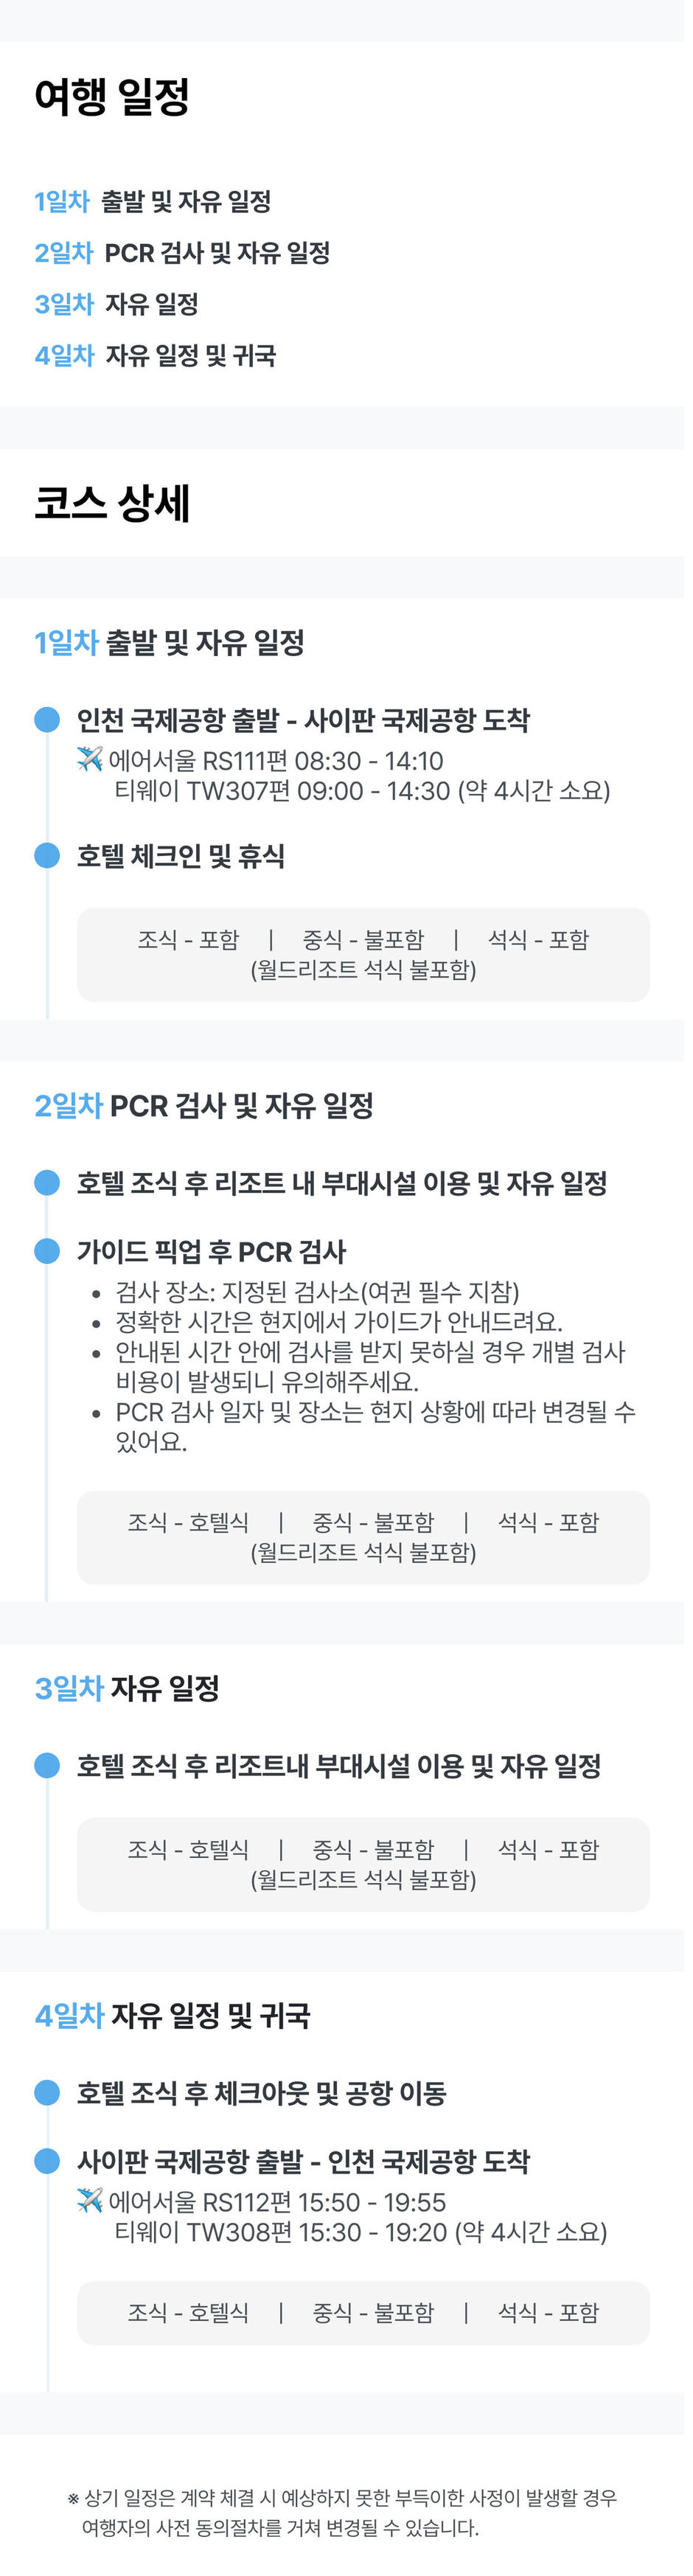 여행 일정
1일차 출발 및 자유 일정
2일차 PCR 검사 및 자유 일정
3일차 자유 일정
4일차 자유 일정 및 귀국
코스 상세
1일차 출발 및 자유 일정
인천 국제공항 출발 - 사이판 국제공항 도착
✈️ 에어서울 RS111편 08:30 - 14:10
티웨이 TW307편 09:00 - 14:30 (약 4시간 소요)
호텔 체크인 및 휴식
조식 - 포함 | 중식 - 불포함 | 석식 - 포함
(월드리조트 석식 불포함)
2일차 PCR 검사 및 자유 일정
호텔 조식 후 리조트 내 부대시설 이용 및 자유 일정
가이드 픽업 후 PCR 검사
• 검사 장소: 지정된 검사소(여권 필수 지참)
• 정확한 시간은 현지에서 가이드가 안내드려요.
• 안내된 시간 안에 검사를 받지 못하실 경우 개별 검사
비용이 발생되니 유의해주세요.
• PCR 검사 일자 및 장소는 현지 상황에 따라 변경될 수
있어요.
조식 - 호텔식 | 중식 - 불포함 | 석식 - 포함
(월드리조트 석식 불포함)
3일차 자유 일정
호텔 조식 후 리조트내 부대시설 이용 및 자유 일정
조식 - 호텔식 | 중식 - 불포함 | 석식 - 포함
(월드리조트 석식 불포함)
4일차 자유 일정 및 귀국
호텔 조식 후 체크아웃 및 공항 이동
사이판 국제공항 출발 - 인천 국제공항 도착
✈️ 에어서울 RS112편 15:50 - 19:55
티웨이 TW308편 15:30 - 19:20 (약 4시간 소요)
조식 - 호텔식 | 중식 - 불포함 | 석식 - 포함
※ 상기 일정은 계약 체결 시 예상하지 못한 부득이한 사정이 발생할 경우
여행자의 사전 동의절차를 거쳐 변경될 수 있습니다.